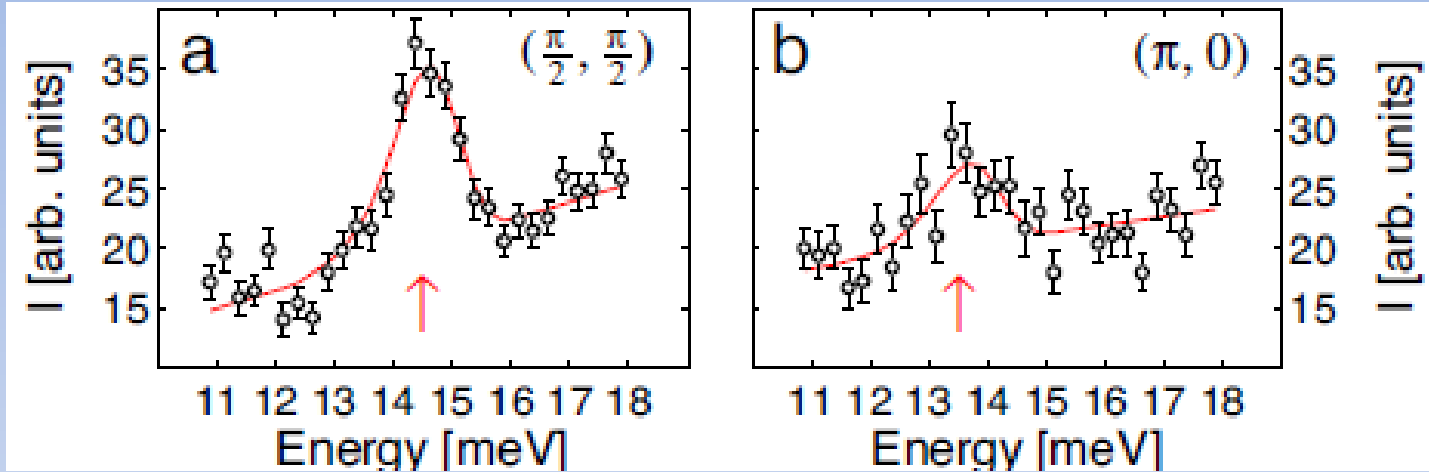 a
(π/2, π/2)
I [arb. units]
35
30
25
20
15
11 12 13 14 15 16 17 18
Energy [meV]
b
(π, 0)
35
30
25
20
15
I [arb. units]
11 12 13 14 15 16 17 18
Energy [meV]